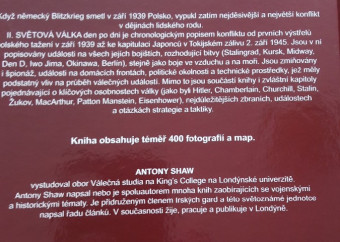 Když německý Blitzkrieg smetl v září 1939 Polsko, vypukl zatím nejděsivější a největší konflikt
v dějinách lidského rodu.
II. SVĚTOVÁ VÁLKA den po dni je chronologickým popisem konfliktu od prvních výstřelů
polského tažení v září 1939 až ke kapitulaci Japonců v Tokijském zálivu 2. září 1945. Jsou v ní
popisovány události na všech jejích bojištích, rozhodující bitvy (Stalingrad, Kursk, Midway,
Den D, Iwo Jima, Okinawa, Berlín), stejně jako boje ve vzduchu a na moři. Jsou zmiňovány
i špionáž, události na domácích frontách, politické okolnosti a technické prostředky, jež měly
podstatný vliv na průběh válečných událostí. Mimo to jsou součástí knihy i zvláštní kapitoly
pojednávající o klíčových osobnostech války (jako byli Hitler, Chamberlain, Churchill, Stalin,
Žukov, MacArthur, Patton Manstein, Eisenhower), nejdůležitějších zbraních, událostech
a otázkách strategie a taktiky.
Kniha obsahuje téměř 400 fotografií a map.
ANTONY SHAW
vystudoval obor Válečná studia na King's College na Londýnské univerzitě.
Antony Shaw napsal nebo je spoluautorem mnoha knih zaobírajících se vojenskými
a historickými tématy. Je přidruženým členem Irských gard a této světoznámé jednotce
napsal řadu článků. V současnosti žije, pracuje a publikuje v Londýně.